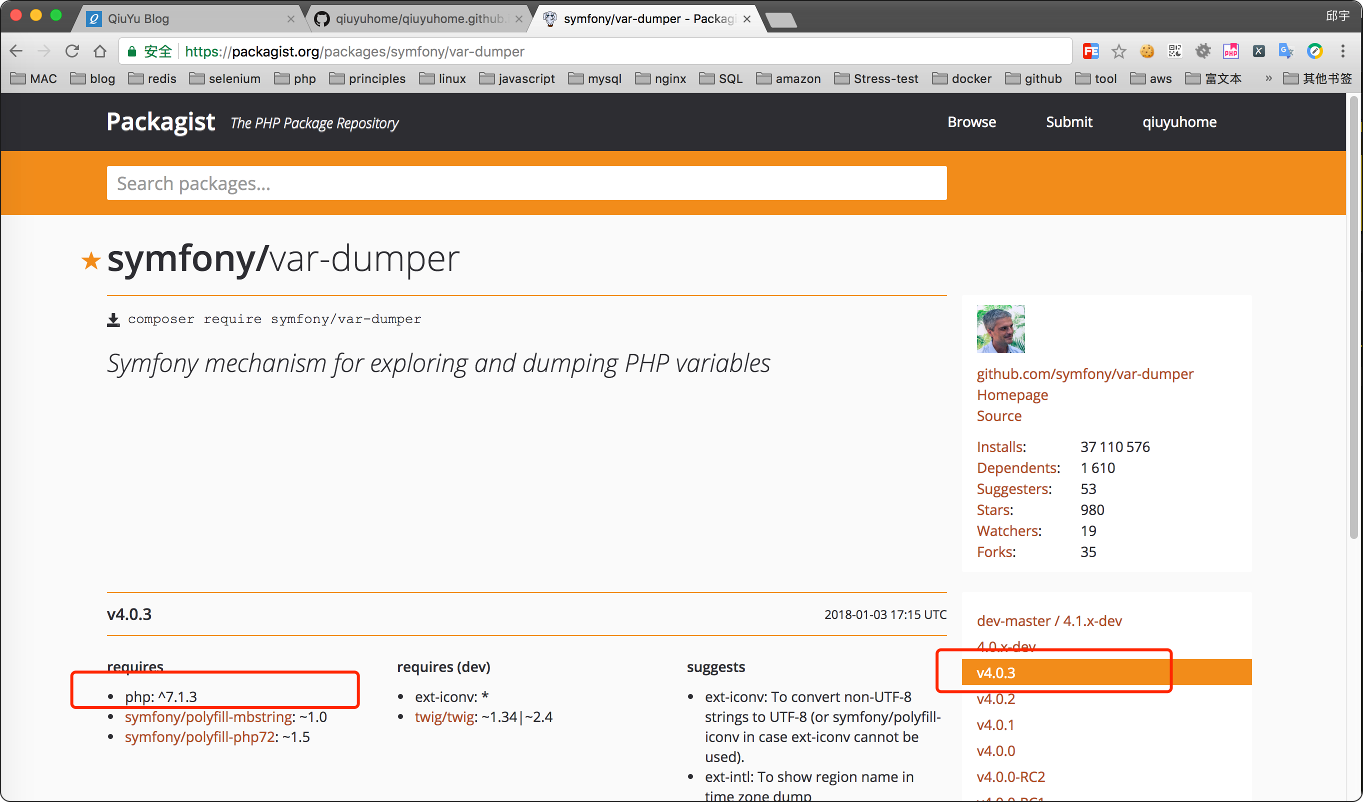 QiuYu Blog
qiuyuhome/qiuyuhome.github
symfony/var-dumper - Packag
邱宇
安全
https://packagist.org/packages/symfony/var-dumper
MAC blog redis selenium php principles linux javascript mysql nginx SQL amazon Stress-test docker github tool aws 富文本 » 其他书签
Packagist The PHP Package Repository
Browse Submit qiuyuhome
Search packages...
symfony/var-dumper
composer require symfony/var-dumper
Symfony mechanism for exploring and dumping PHP variables
github.com/symfony/var-dumper
Homepage
Source
Installs: 37 110 576
Dependents: 1 610
Suggesters: 53
Stars: 980
Watchers: 19
Forks: 35
v4.0.3 2018-01-03 17:15 UTC
requires
php: ^7.1.3
symfony/polyfill-mbstring: ~1.0
symfony/polyfill-php72: ~1.5
requires (dev)
ext-iconv: *
twig/twig: ~1.34|~2.4
suggests
ext-iconv: To convert non-UTF-8
strings to UTF-8 (or symfony/polyfill-
iconv in case ext-iconv cannot be
used).
ext-intl: To show region name in
time zone dump
dev-master / 4.1.x-dev
4.0.x-dev
v4.0.3
v4.0.2
v4.0.1
v4.0.0
v4.0.0-RC2
v4.0.0-RC1